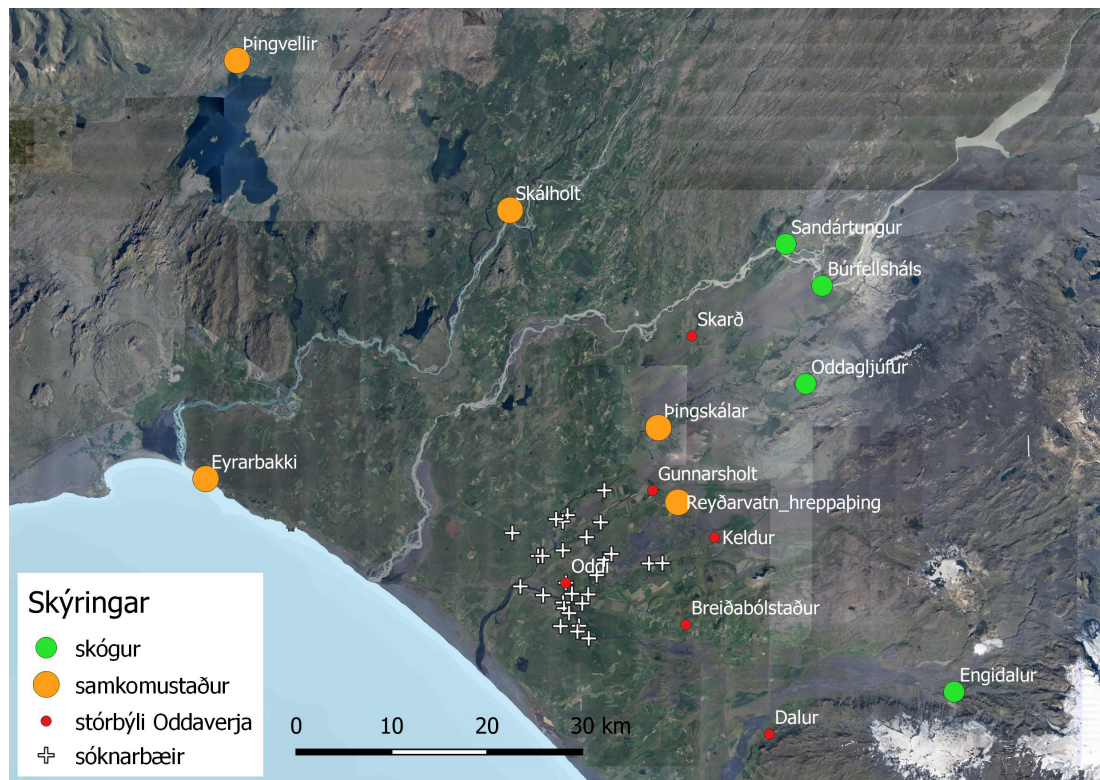 Þingvellir
Skálholt
Sandártungur
Búrfellsháls
Skarð
Oddagljúfur
Þingskálar
Eyrarbakki
Gunnarsholt
Reyðarvatn_hreppaþing
Keldur
Oddi
Breiðabólstaður
Engidalur
Dalur
Skýringar
skógur
samkomustaður
stórbýli Oddaverja
sóknarbæir
0 10 20 30 km